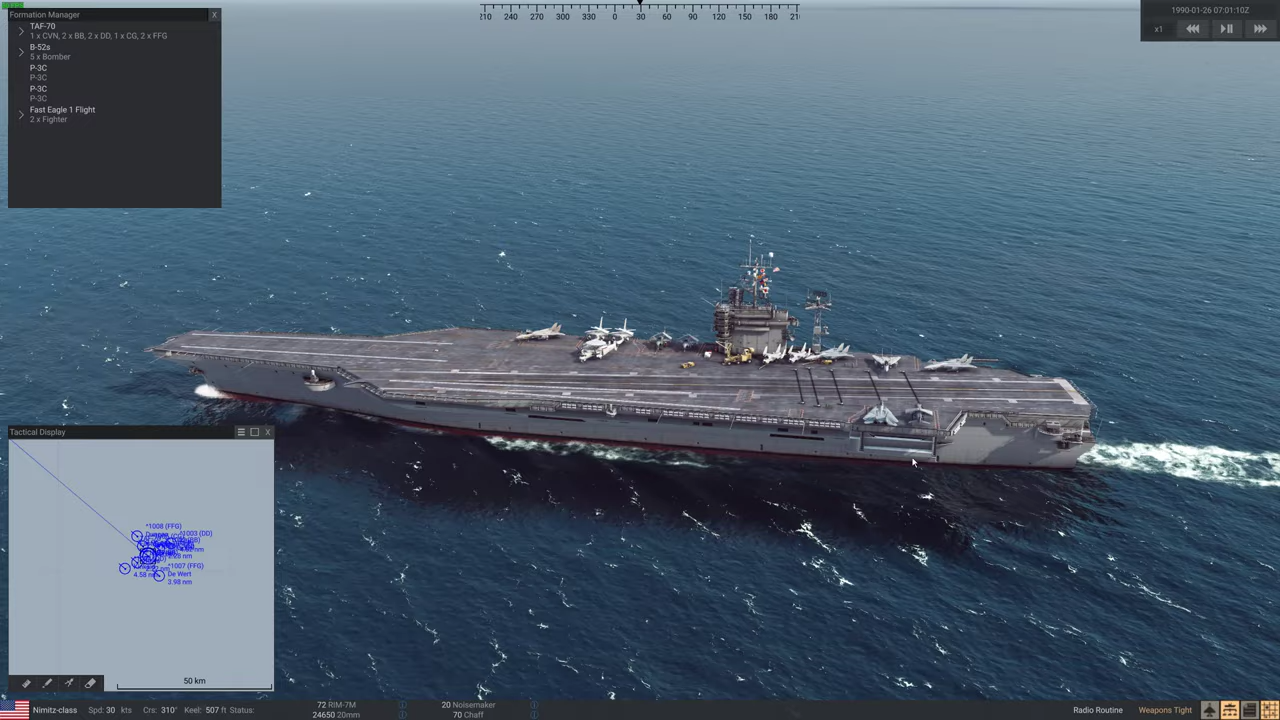 Formation Manager X
TAF-70
1 x CVN, 2 x BB, 2 x DD, 1 x CG, 2 x FFG
B-52s
5 x Bomber
P-3C
P-3C
P-3C
P-3C
Fast Eagle 1 Flight
2 x Fighter
210 240 270 300 330 0 30 60 90 120 150 180 21
1990-01-26 07:01:10Z
x1
Tactical Display X
*1008 (FFG)
*1003 (DD)
*1007 (FFG)
De Wert
4.58 nm
3.98 nm
50 km
Nimitz-class Spd: 30 kts Crs: 310° Keel: 507 ft Status: 72 RIM-7M 20 Noisemaker Radio Routine Weapons Tight
24650 20mm 70 Chaff